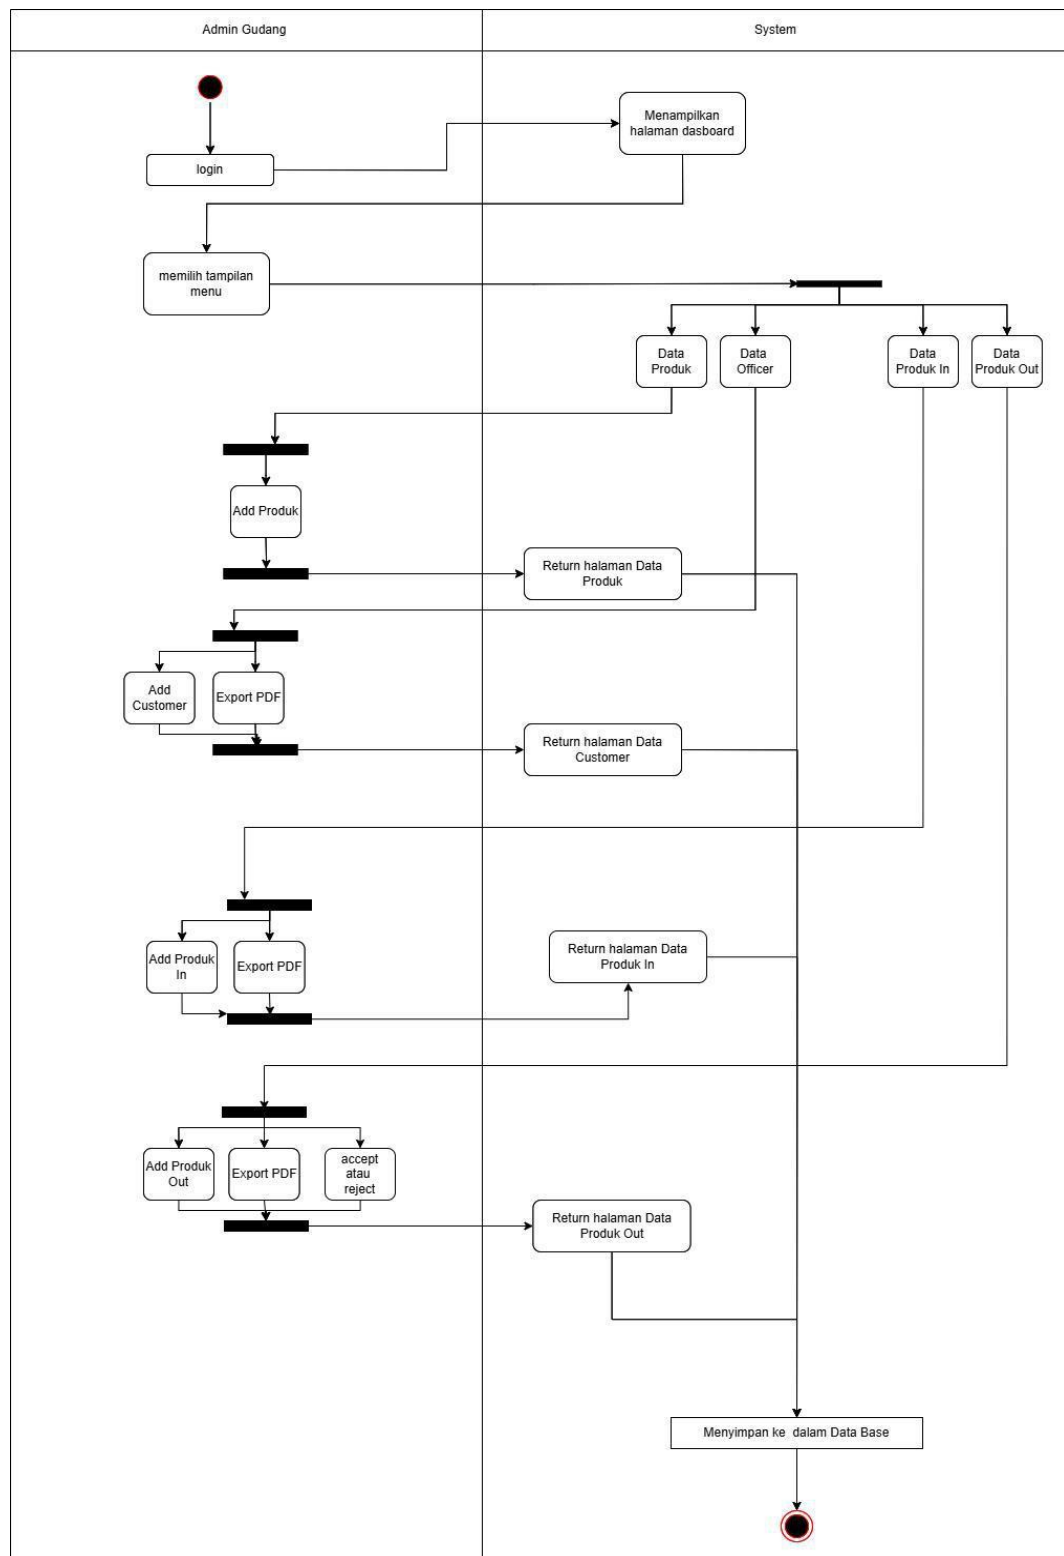 Admin Gudang
System
Menampilkan
halaman dasboard
login
memilih tampilan
menu
Data
Produk
Data
Officer
Data
Produk In
Data
Produk Out
Add Produk
Return halaman Data
Produk
Add
Customer
Export PDF
Return halaman Data
Customer
Add Produk
In
Export PDF
Return halaman Data
Produk In
Add Produk
Out
Export PDF
accept
atau
reject
Return halaman Data
Produk Out
Menyimpan ke  dalam Data Base